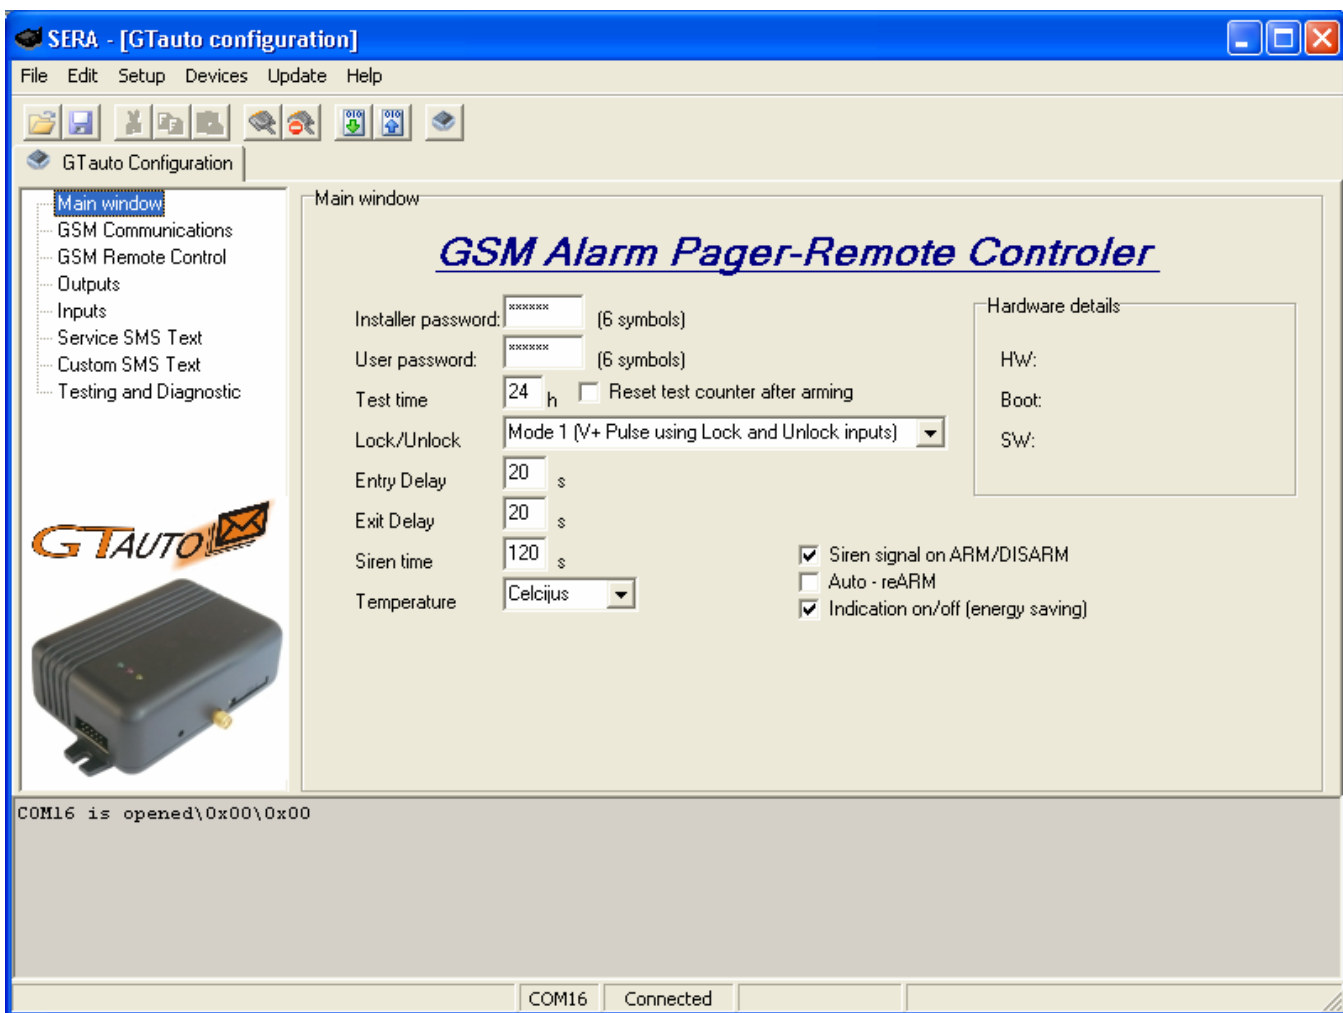 SERA - [GTauto configuration]
File Edit Setup Devices Update Help
GTauto Configuration
Main window
GSM Communications
GSM Remote Control
Outputs
Inputs
Service SMS Text
Custom SMS Text
Testing and Diagnostic
GTAUTO
Main window
GSM Alarm Pager-Remote Controler
Installer password: ****** (6 symbols)
User password: ****** (6 symbols)
Test time 24 h Reset test counter after arming
Lock/Unlock Mode 1 (V+ Pulse using Lock and Unlock inputs)
Entry Delay 20 s
Exit Delay 20 s
Siren time 120 s
Temperature Celcijus
Hardware details
HW:
Boot:
SW:
Siren signal on ARM/DISARM
Auto - reARM
Indication on/off (energy saving)
COM16 is opened\0x00\0x00
COM16 Connected